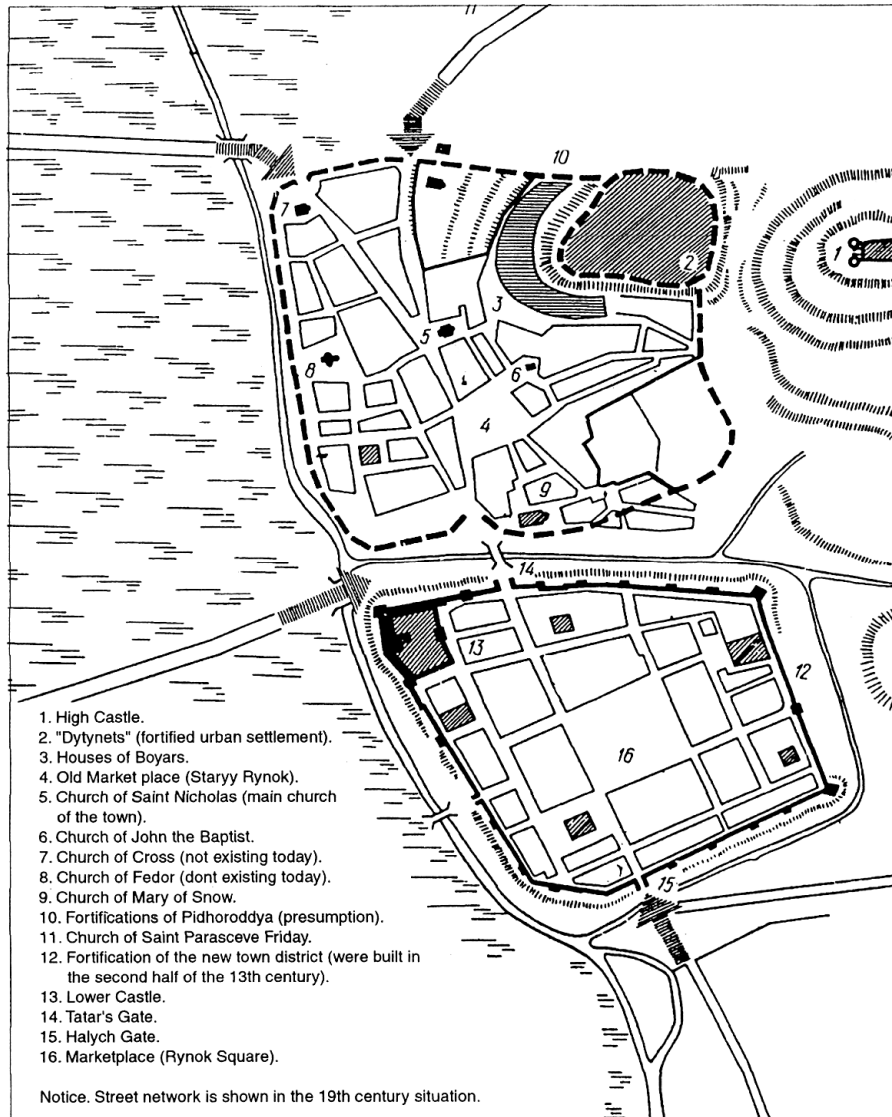 11
10
7
1
2
3
5
8
6
4
9
14
13
12
16
15
1. High Castle.
2. "Dytynets" (fortified urban settlement).
3. Houses of Boyars.
4. Old Market place (Staryy Rynok).
5. Church of Saint Nicholas (main church
of the town).
6. Church of John the Baptist.
7. Church of Cross (not existing today).
8. Church of Fedor (dont existing today).
9. Church of Mary of Snow.
10. Fortifications of Pidhoroddya (presumption).
11. Church of Saint Parasceve Friday.
12. Fortification of the new town district (were built in
the second half of the 13th century).
13. Lower Castle.
14. Tatar's Gate.
15. Halych Gate.
16. Marketplace (Rynok Square).
Notice. Street network is shown in the 19th century situation.